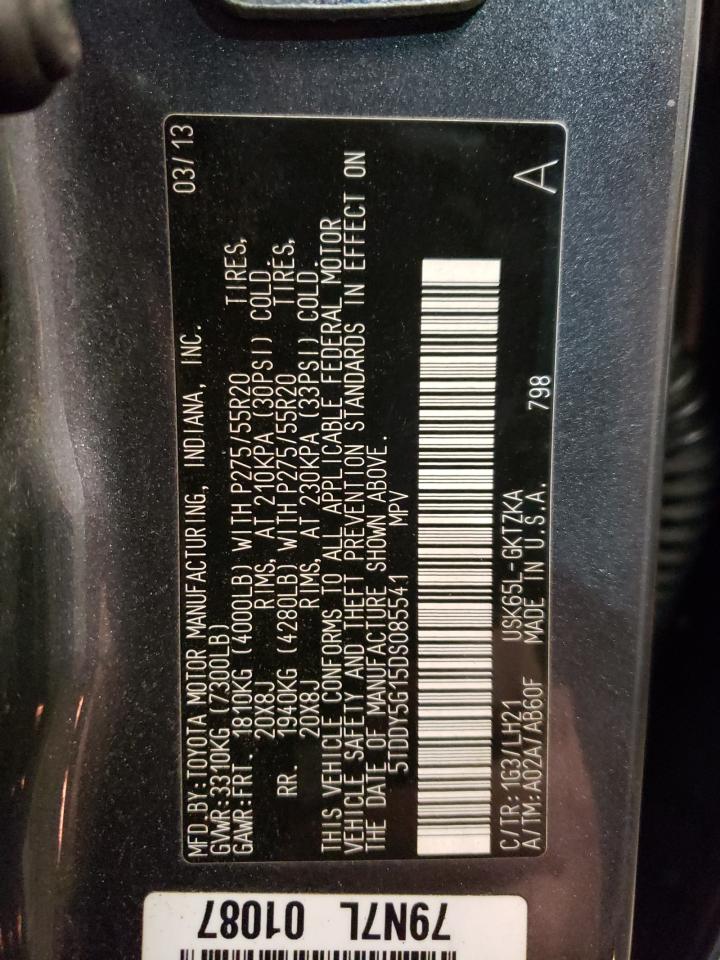 MFD.BY:TOYOTA MOTOR MANUFACTURING, INDIANA, INC. 03/13
GVWR:3310KG(7300LB)
GAWR:FRT. 1810KG(4000LB)WITH P275/55R20 TIRES,
20X8J RIMS, AT 210KPA(30PSI) COLD
RR. 1940KG(4280LB)WITH P275/55R20 TIRES,
20X8J RIMS, AT 230KPA(33PSI) COLD.
THIS VEHICLE CONFORMS TO ALL APPLICABLE FEDERAL MOTOR
VEHICLE SAFETY AND THEFT PREVENTION STANDARDS IN EFFECT ON
THE DATE OF MANUFACTURE SHOWN ABOVE.
5TDDY5G15DS085541 MPV
C/TR:1G3/LH21 USK65L-GKTZKA
A/TM:A02A/AB60F MADE IN U.S.A. 798 A
79N7L 01087